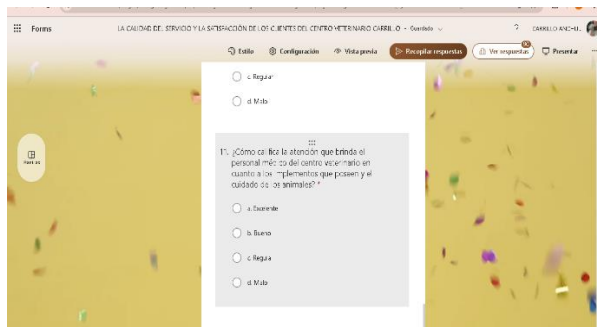 Forms
LA CALIDAD DEL SERVICIO Y LA SATISFACCIÓN DE LOS CLIENTES DEL CENTRO VETERINARIO CARRILLO - Guardado
?
Estilo
Configuración
Vista previa
Recopilar respuestas
Ver respuestas
Presentar
c. Regular
d. Malo
11. ¿Cómo califica la atención que brinda el
personal médico del centro veterinario en
cuanto a los implementos que poseen y el
cuidado de los animales? *
a. Excelente
b. Bueno
c. Regular
d. Malo